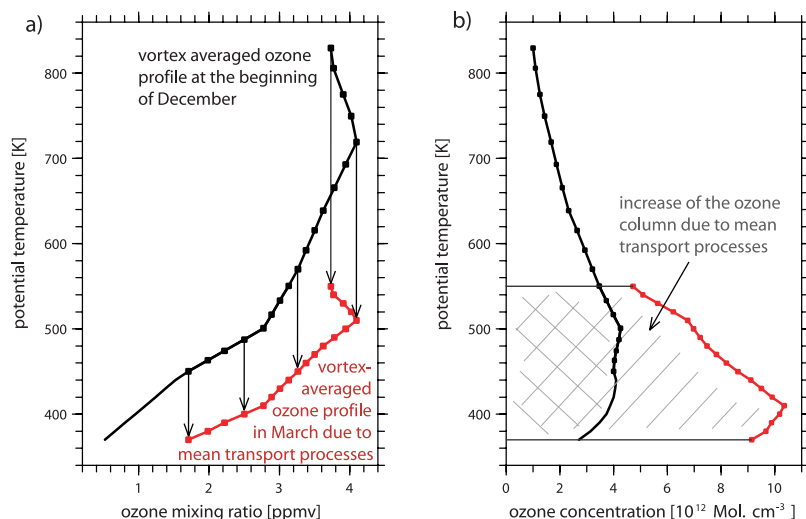 a)
vortex averaged ozone
profile at the beginning
of December
800
700
600
500
400
potential temperature [K]
vortex-
averaged
ozone profile
in March due to
mean transport processes
1
2
3
4
ozone mixing ratio [ppmv]
b)
increase of the ozone
column due to mean
transport processes
800
700
600
500
400
potential temperature [K]
0
2
4
6
8
10
ozone concentration [10¹² Mol. cm⁻³]